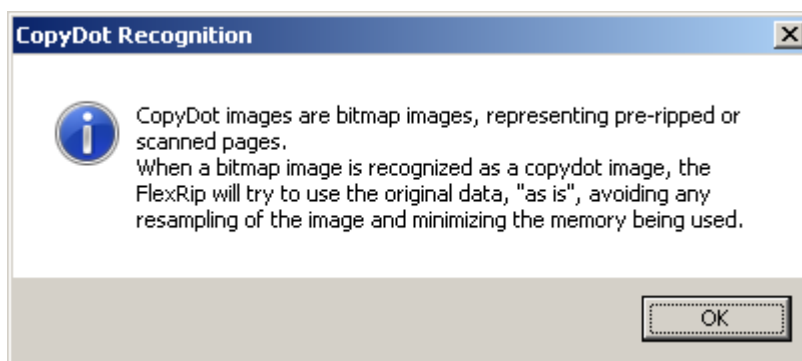 CopyDot Recognition
CopyDot images are bitmap images, representing pre-ripped or
scanned pages.
When a bitmap image is recognized as a copydot image, the
FlexRip will try to use the original data, "as is", avoiding any
resampling of the image and minimizing the memory being used.
OK